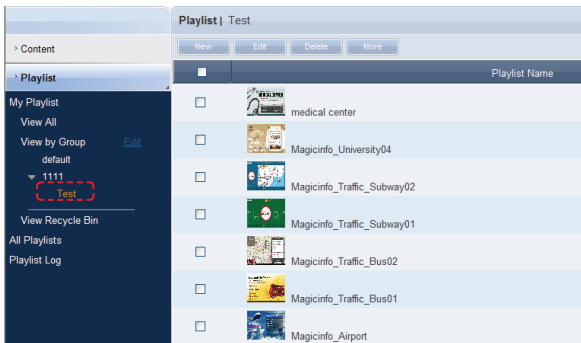 Playlist | Test
> Content
New Edit Delete More
> Playlist
Playlist Name
My Playlist
View All
View by Group Edit
default
1111
Test
View Recycle Bin
All Playlists
Playlist Log
medical center
Magicinfo_University04
Magicinfo_Traffic_Subway02
Magicinfo_Traffic_Subway01
Magicinfo_Traffic_Bus02
Magicinfo_Traffic_Bus01
Magicinfo_Airport